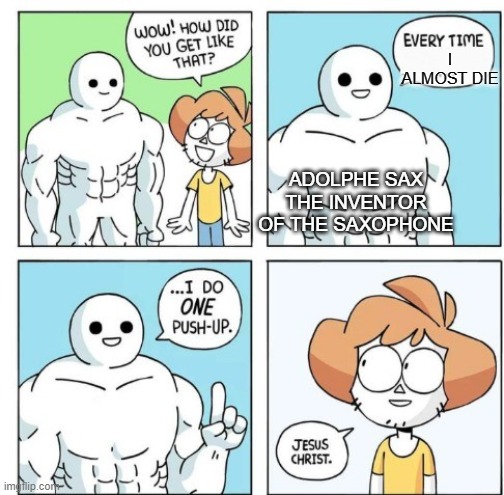 WOW! HOW DID
YOU GET LIKE
THAT?
EVERY TIME
I
ALMOST DIE
ADOLPHE SAX
THE INVENTOR
OF THE SAXOPHONE
...I DO
ONE
PUSH-UP.
JESUS
CHRIST.
imgflip.com